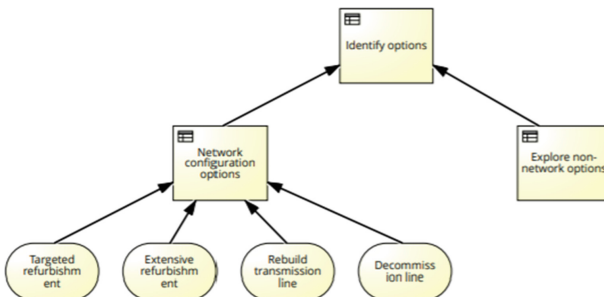 Identify options
Network
configuration
options
Explore non-
network options
Targeted
refurbishm
ent
Extensive
refurbishm
ent
Rebuild
transmission
line
Decommiss
ion line